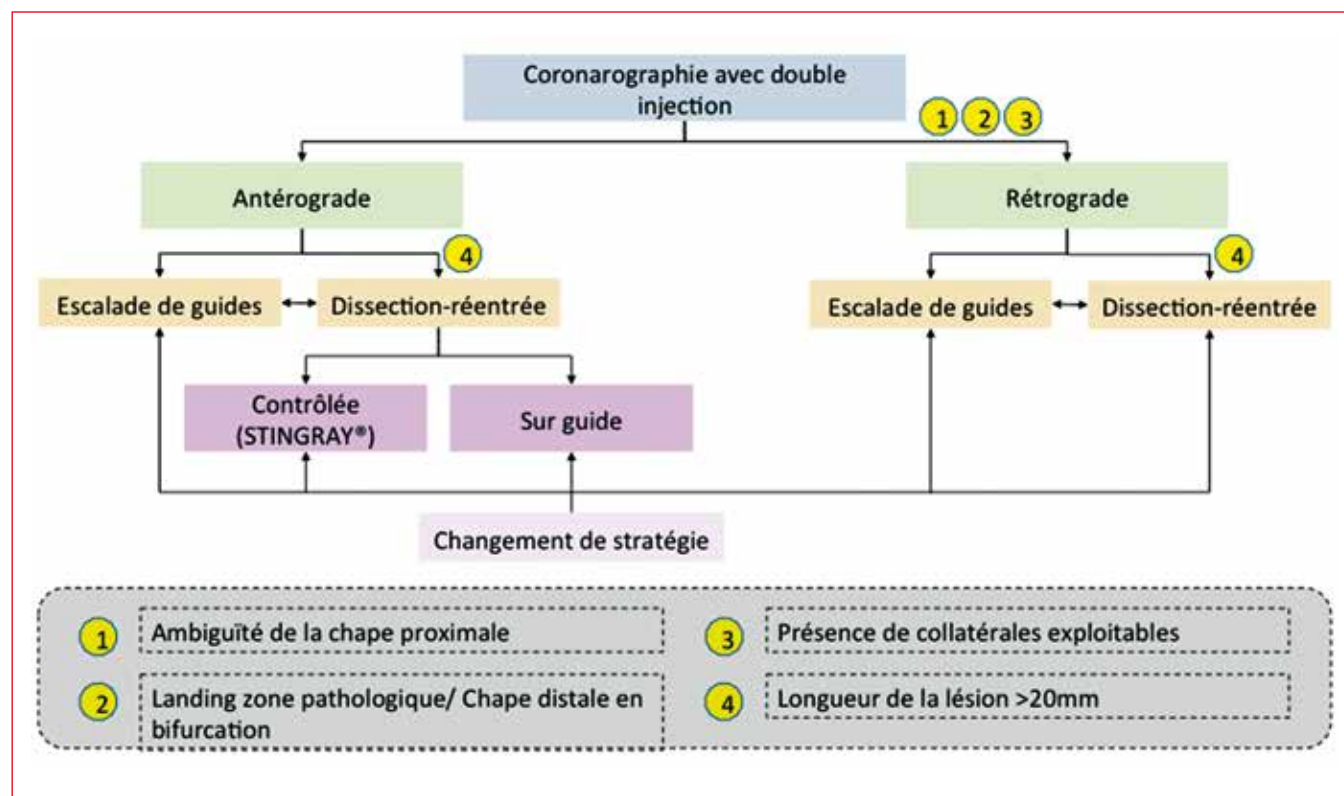 Coronarographie avec double
injection
1 2 3
Antérograde
Rétrograde
4
4
Escalade de guides
Dissection-réentrée
Escalade de guides
Dissection-réentrée
Contrôlée
(STINGRAY®)
Sur guide
Changement de stratégie
1 Ambiguïté de la chape proximale
2 Landing zone pathologique/ Chape distale en
bifurcation
3 Présence de collatérales exploitables
4 Longueur de la lésion >20mm